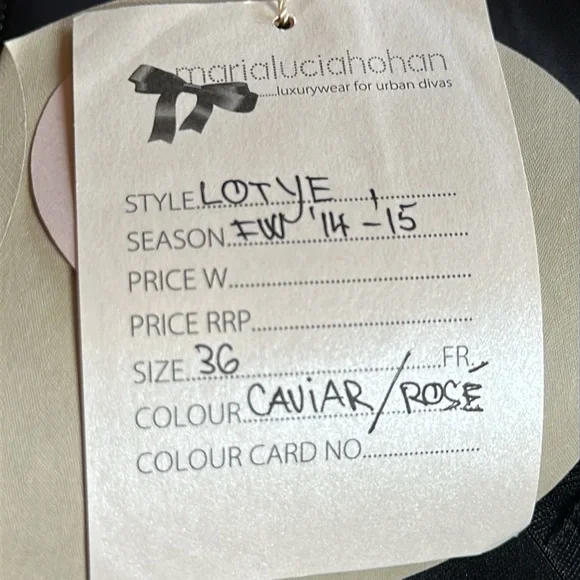 marialuciahohan
......luxurywear for urban divas
STYLE LOTYE
SEASON FW '14-15
PRICE W
PRICE RRP
SIZE 36 FR.
COLOUR CAVIAR/ROSÉ
COLOUR CARD NO